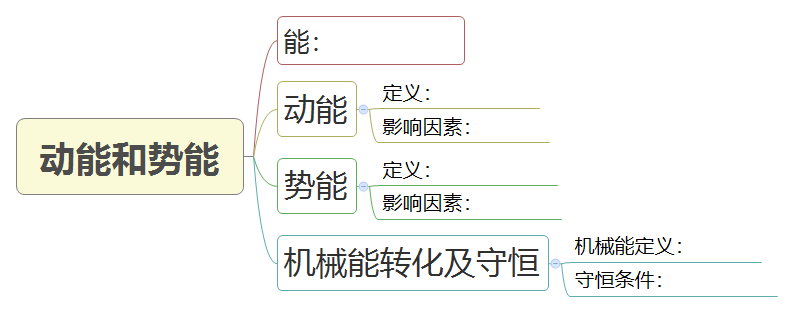 动能和势能
能：
动能
定义：
影响因素：
势能
定义：
影响因素：
机械能转化及守恒
机械能定义：
守恒条件：